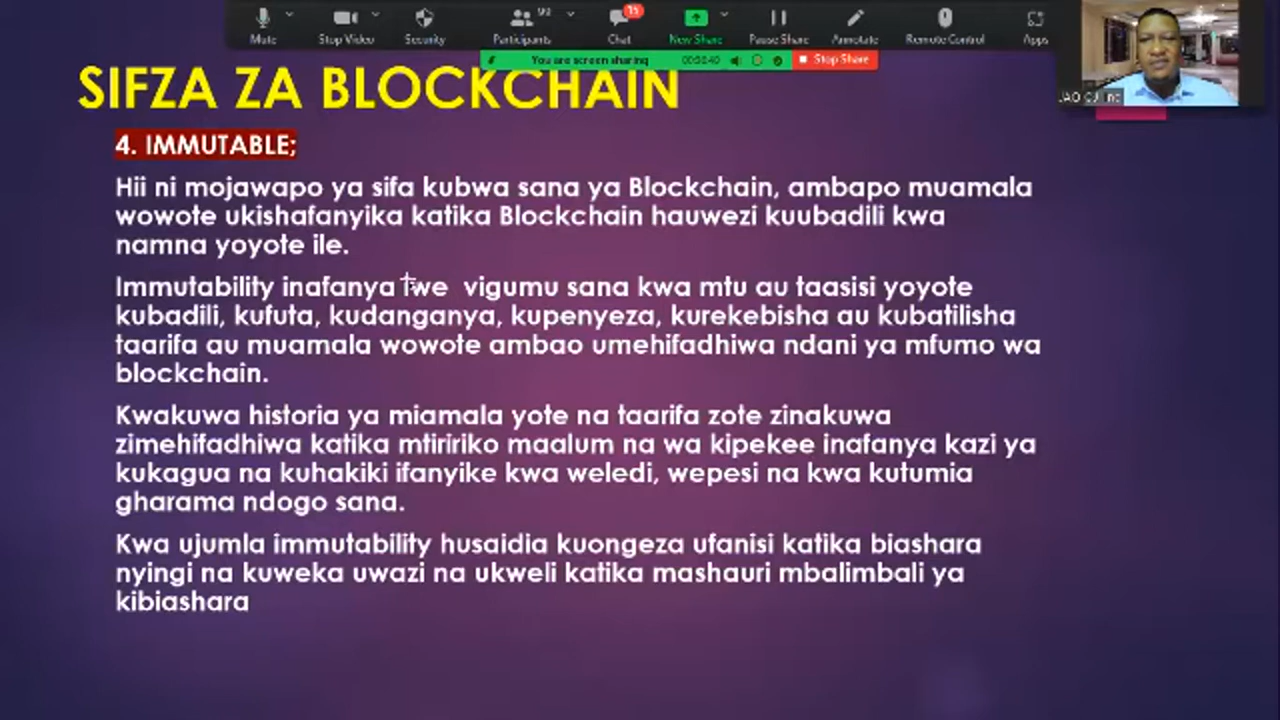 Mute
Stop Video
Security
Participants
99
Chat
15
New Share
Pause Share
Annotate
Remote Control
Apps
You are screen sharing
Stop Share
SIFZA ZA BLOCKCHAIN
4. IMMUTABLE;
Hii ni mojawapo ya sifa kubwa sana ya Blockchain, ambapo muamala
wowote ukishafanyika katika Blockchain hauwezi kuubadili kwa
namna yoyote ile.
Immutability inafanya iwe vigumu sana kwa mtu au taasisi yoyote
kubadili, kufuta, kudanganya, kupenyeza, kurekebisha au kubatilisha
taarifa au muamala wowote ambao umehifadhiwa ndani ya mfumo wa
blockchain.
Kwakuwa historia ya miamala yote na taarifa zote zinakuwa
zimehifadhiwa katika mtiririko maalum na wa kipekee inafanya kazi ya
kukagua na kuhakiki ifanyike kwa weledi, wepesi na kwa kutumia
gharama ndogo sana.
Kwa ujumla immutability husaidia kuongeza ufanisi katika biashara
nyingi na kuweka uwazi na ukweli katika mashauri mbalimbali ya
kibiashara